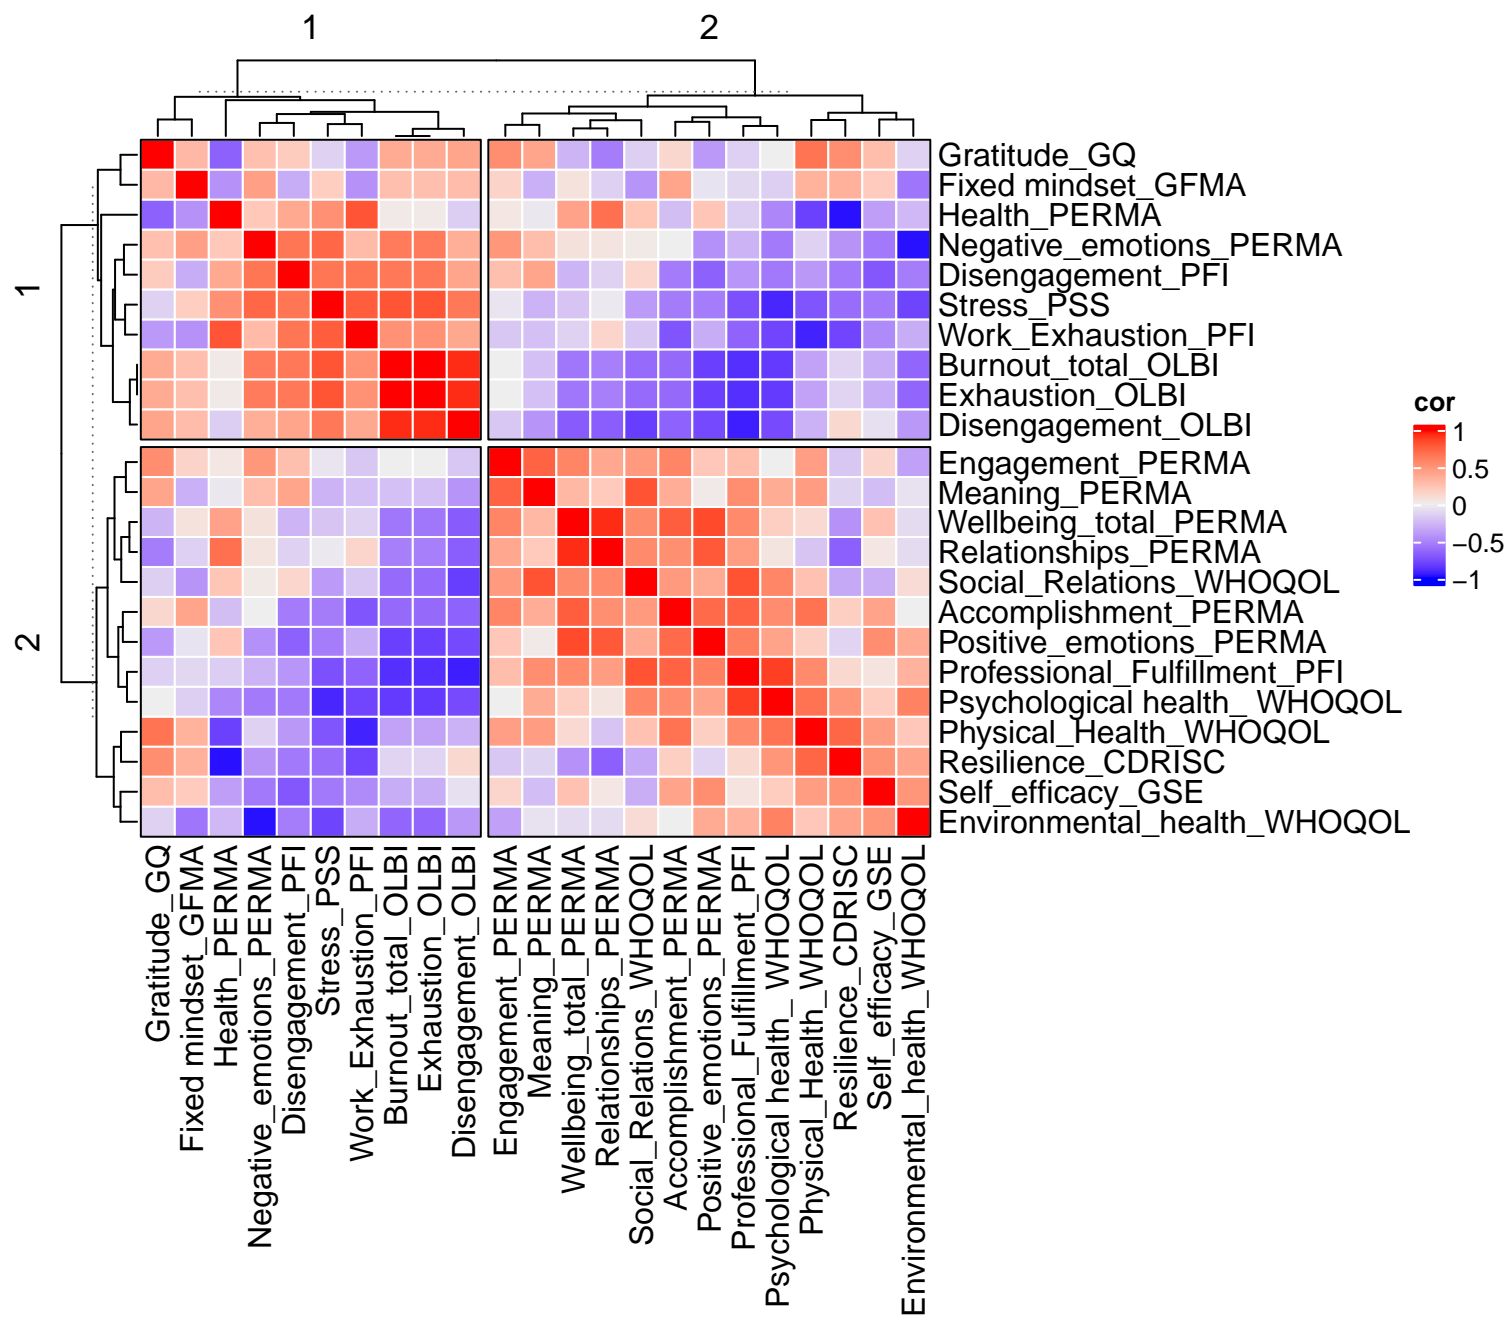 1
2
1
2
Gratitude_GQ
Fixed mindset_GFMA
Health_PERMA
Negative_emotions_PERMA
Disengagement_PFI
Stress_PSS
Work_Exhaustion_PFI
Burnout_total_OLBI
Exhaustion_OLBI
Disengagement_OLBI
Engagement_PERMA
Meaning_PERMA
Wellbeing_total_PERMA
Relationships_PERMA
Social_Relations_WHOQOL
Accomplishment_PERMA
Positive_emotions_PERMA
Professional_Fulfillment_PFI
Psychological health_ WHOQOL
Physical_Health_WHOQOL
Resilience_CDRISC
Self_efficacy_GSE
Environmental_health_WHOQOL
cor
1
0.5
0
−0.5
−1
Gratitude_GQ
Fixed mindset_GFMA
Health_PERMA
Negative_emotions_PERMA
Disengagement_PFI
Stress_PSS
Work_Exhaustion_PFI
Burnout_total_OLBI
Exhaustion_OLBI
Disengagement_OLBI
Engagement_PERMA
Meaning_PERMA
Wellbeing_total_PERMA
Relationships_PERMA
Social_Relations_WHOQOL
Accomplishment_PERMA
Positive_emotions_PERMA
Professional_Fulfillment_PFI
Psychological health_ WHOQOL
Physical_Health_WHOQOL
Resilience_CDRISC
Self_efficacy_GSE
Environmental_health_WHOQOL